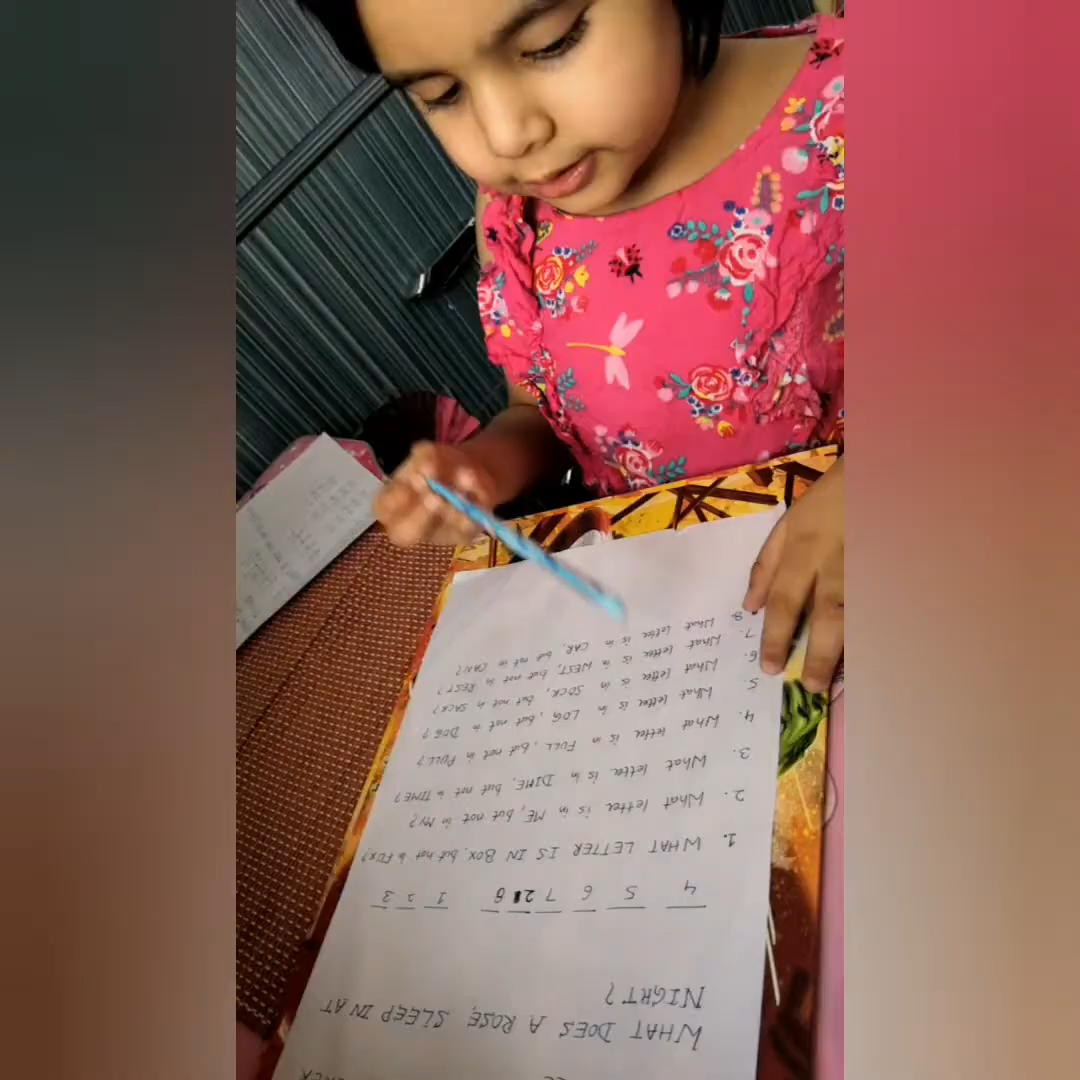 WHAT DOES A ROSE SLEEP IN AT
NIGHT?
4 5 6 7 2 8 1 2 3
1. WHAT LETTER IS IN BOX, but not in FOX?
2. What letter is in ME, but not in MY?
3. What letter is in DIME, but not in TIME?
4. What letter is in FULL, but not in PULL?
5. What letter is in LOG, but not in DOG?
6. What letter is in SOCK, but not in SACK?
7. What letter is in WEST, but not in REST?
8. What letter is in CAR, but not in CAN?